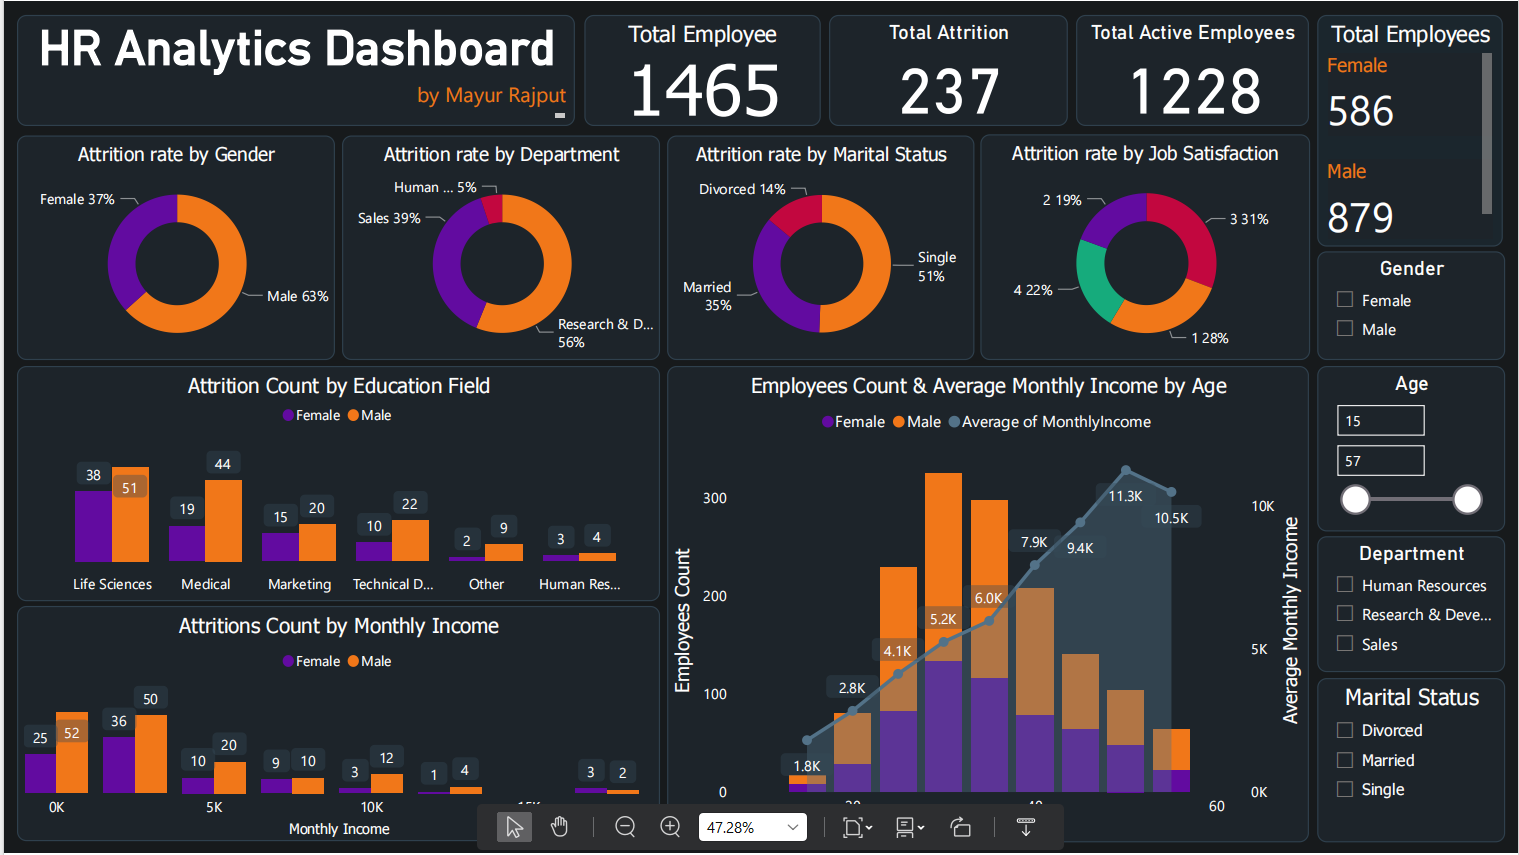 HR Analytics Dashboard
by Mayur Rajput
Total Employee
1465
Total Attrition
237
Total Active Employees
1228
Total Employees
Female
586
Male
879
Attrition rate by Gender
Female 37%
Male 63%
Attrition rate by Department
Human ... 5%
Sales 39%
Research & D...
56%
Attrition rate by Marital Status
Divorced 14%
Single
51%
Married
35%
Attrition rate by Job Satisfaction
2 19%
3 31%
4 22%
1 28%
Gender
Female
Male
Attrition Count by Education Field
Female Male
38 51 19 44 15 20 10 22 2 9 3 4
Life Sciences Medical Marketing Technical D... Other Human Res...
Attritions Count by Monthly Income
Female Male
25 52 36 50 10 20 9 10 3 12 1 4 3 2
0K 5K 10K
Monthly Income
Employees Count & Average Monthly Income by Age
Female Male Average of MonthlyIncome
Employees Count
300
200
100
0
1.8K 2.8K 4.1K 5.2K 6.0K 7.9K 9.4K 11.3K 10.5K
10K
5K
0K
Average Monthly Income
60
Age
15
57
Department
Human Resources
Research & Deve...
Sales
Marital Status
Divorced
Married
Single
47.28%